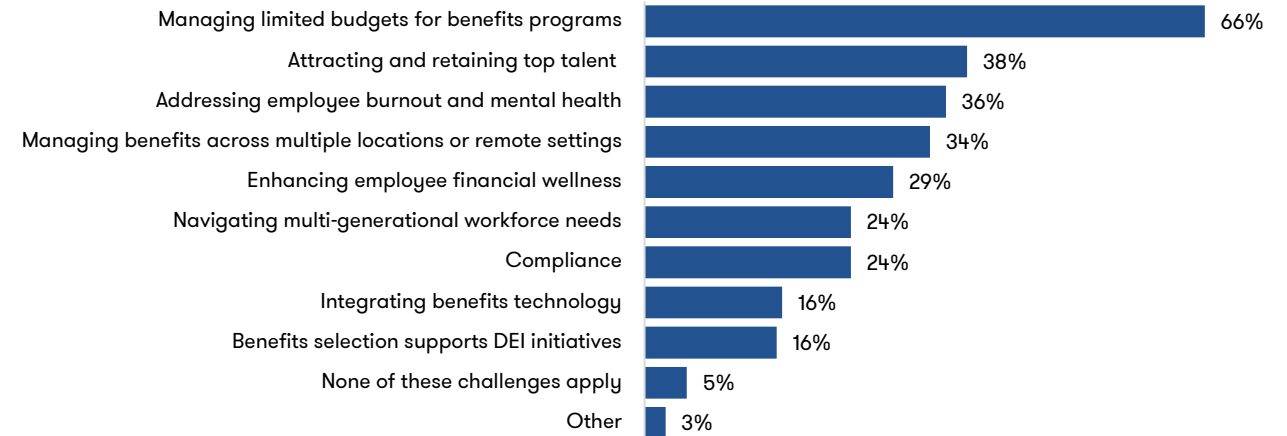 Managing limited budgets for benefits programs 66%
Attracting and retaining top talent 38%
Addressing employee burnout and mental health 36%
Managing benefits across multiple locations or remote settings 34%
Enhancing employee financial wellness 29%
Navigating multi-generational workforce needs 24%
Compliance 24%
Integrating benefits technology 16%
Benefits selection supports DEI initiatives 16%
None of these challenges apply 5%
Other 3%